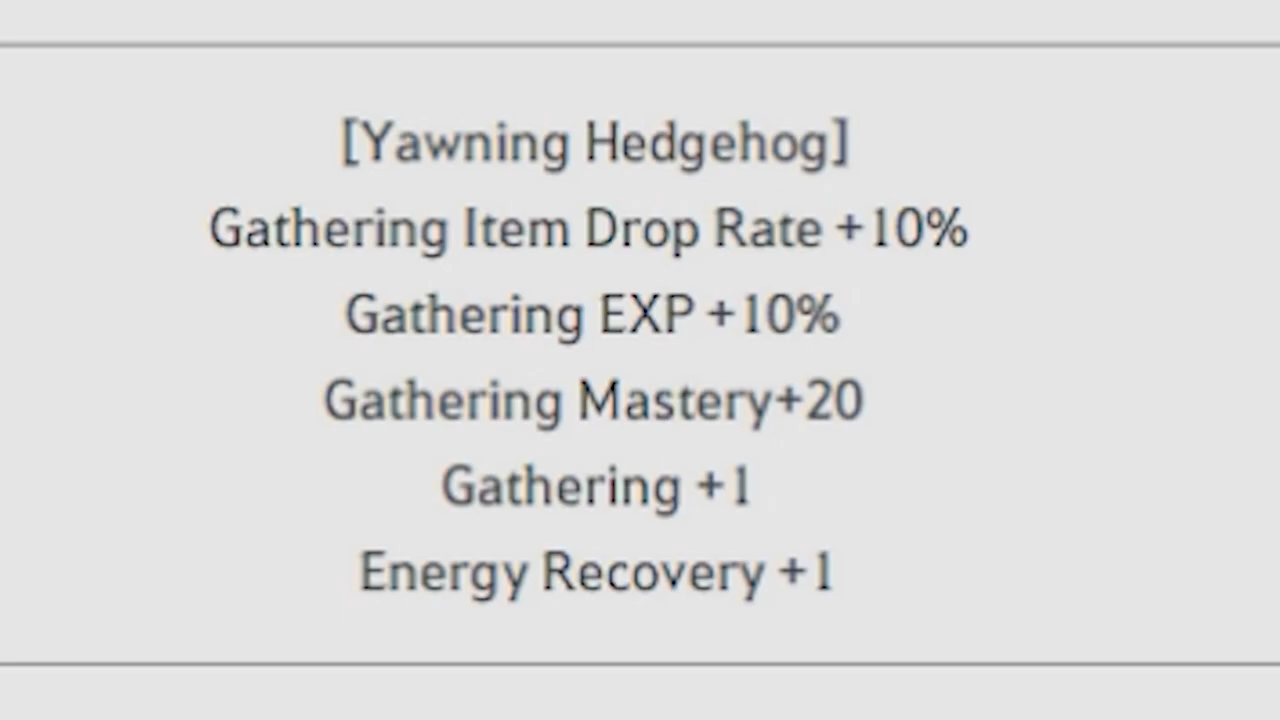 [Yawning Hedgehog]
Gathering Item Drop Rate +10%
Gathering EXP +10%
Gathering Mastery+20
Gathering +1
Energy Recovery +1